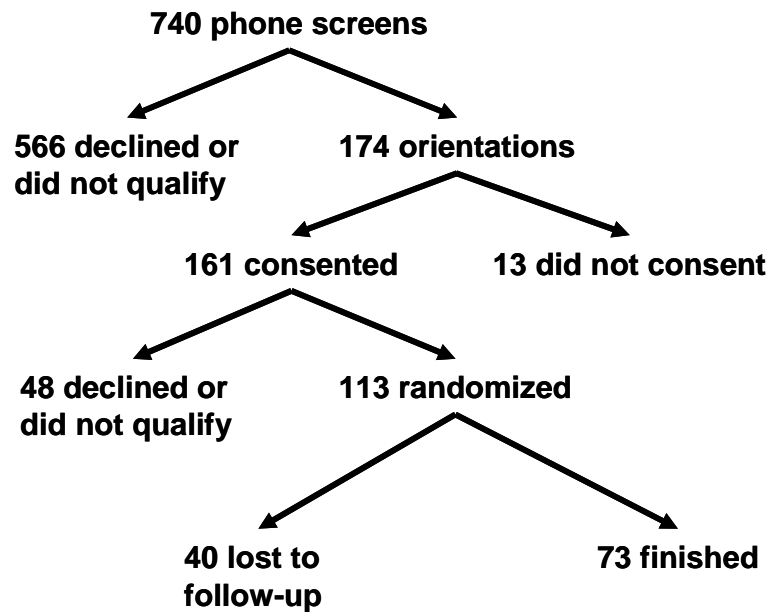 740 phone screens
566 declined or
did not qualify
174 orientations
161 consented
13 did not consent
48 declined or
did not qualify
113 randomized
40 lost to
follow-up
73 finished